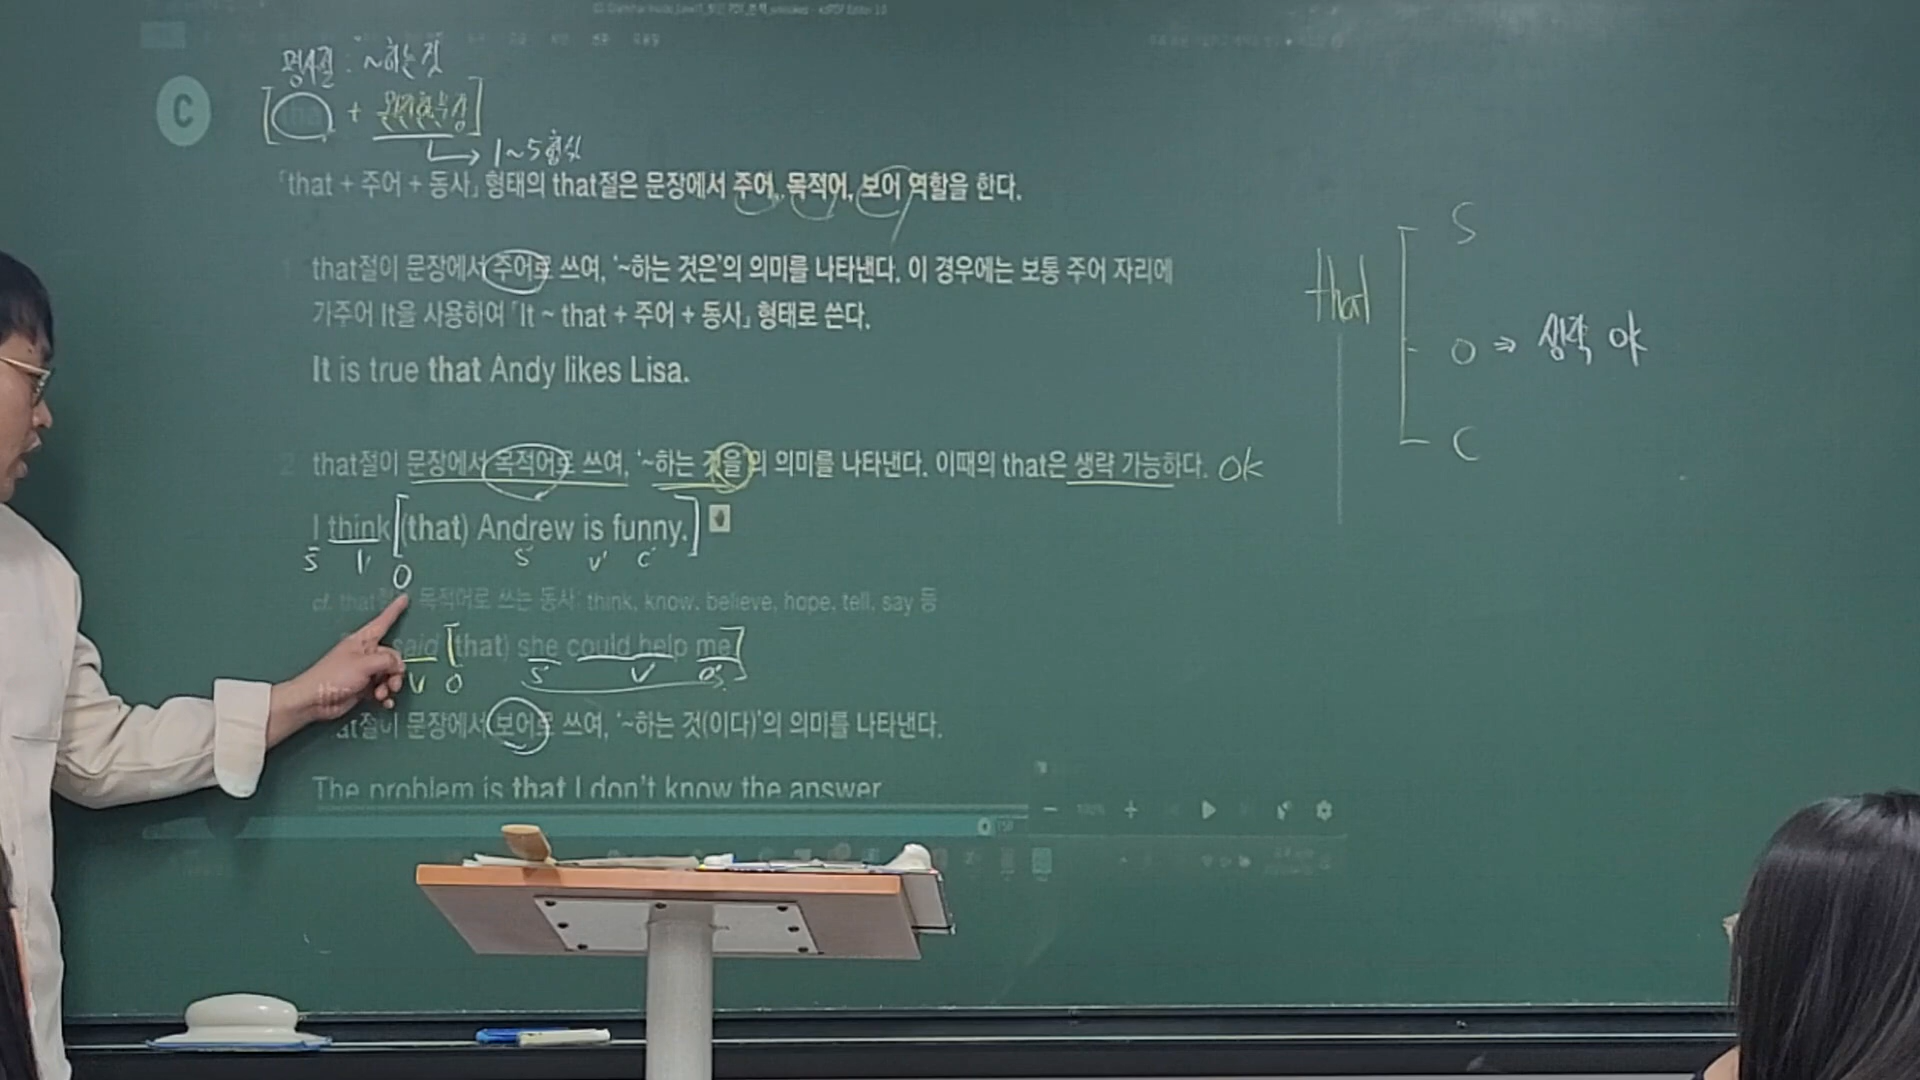 명사절 : ~하는 것
C
[that + 완전한 문장]
→ 1~5형식
「that + 주어 + 동사」 형태의 that절은 문장에서 주어, 목적어, 보어 역할을 한다.
1 that절이 문장에서 주어로 쓰여, ‘~하는 것은’의 의미를 나타낸다. 이 경우에는 보통 주어 자리에
가주어 It을 사용하여 「It ~ that + 주어 + 동사」 형태로 쓴다.
It is true that Andy likes Lisa.
2 that절이 문장에서 목적어로 쓰여, ‘~하는 것을’의 의미를 나타낸다. 이때의 that은 생략 가능하다. OK
I think [(that) Andrew is funny.]
S V O S' V' C'
cf. that절을 목적어로 쓰는 동사: think, know, believe, hope, tell, say 등
said [(that) she could help me]
V O S' V O'
that절이 문장에서 보어로 쓰여, ‘~하는 것(이다)’의 의미를 나타낸다.
The problem is that I don't know the answer
that
S
O ⇒ 생략 OK
C